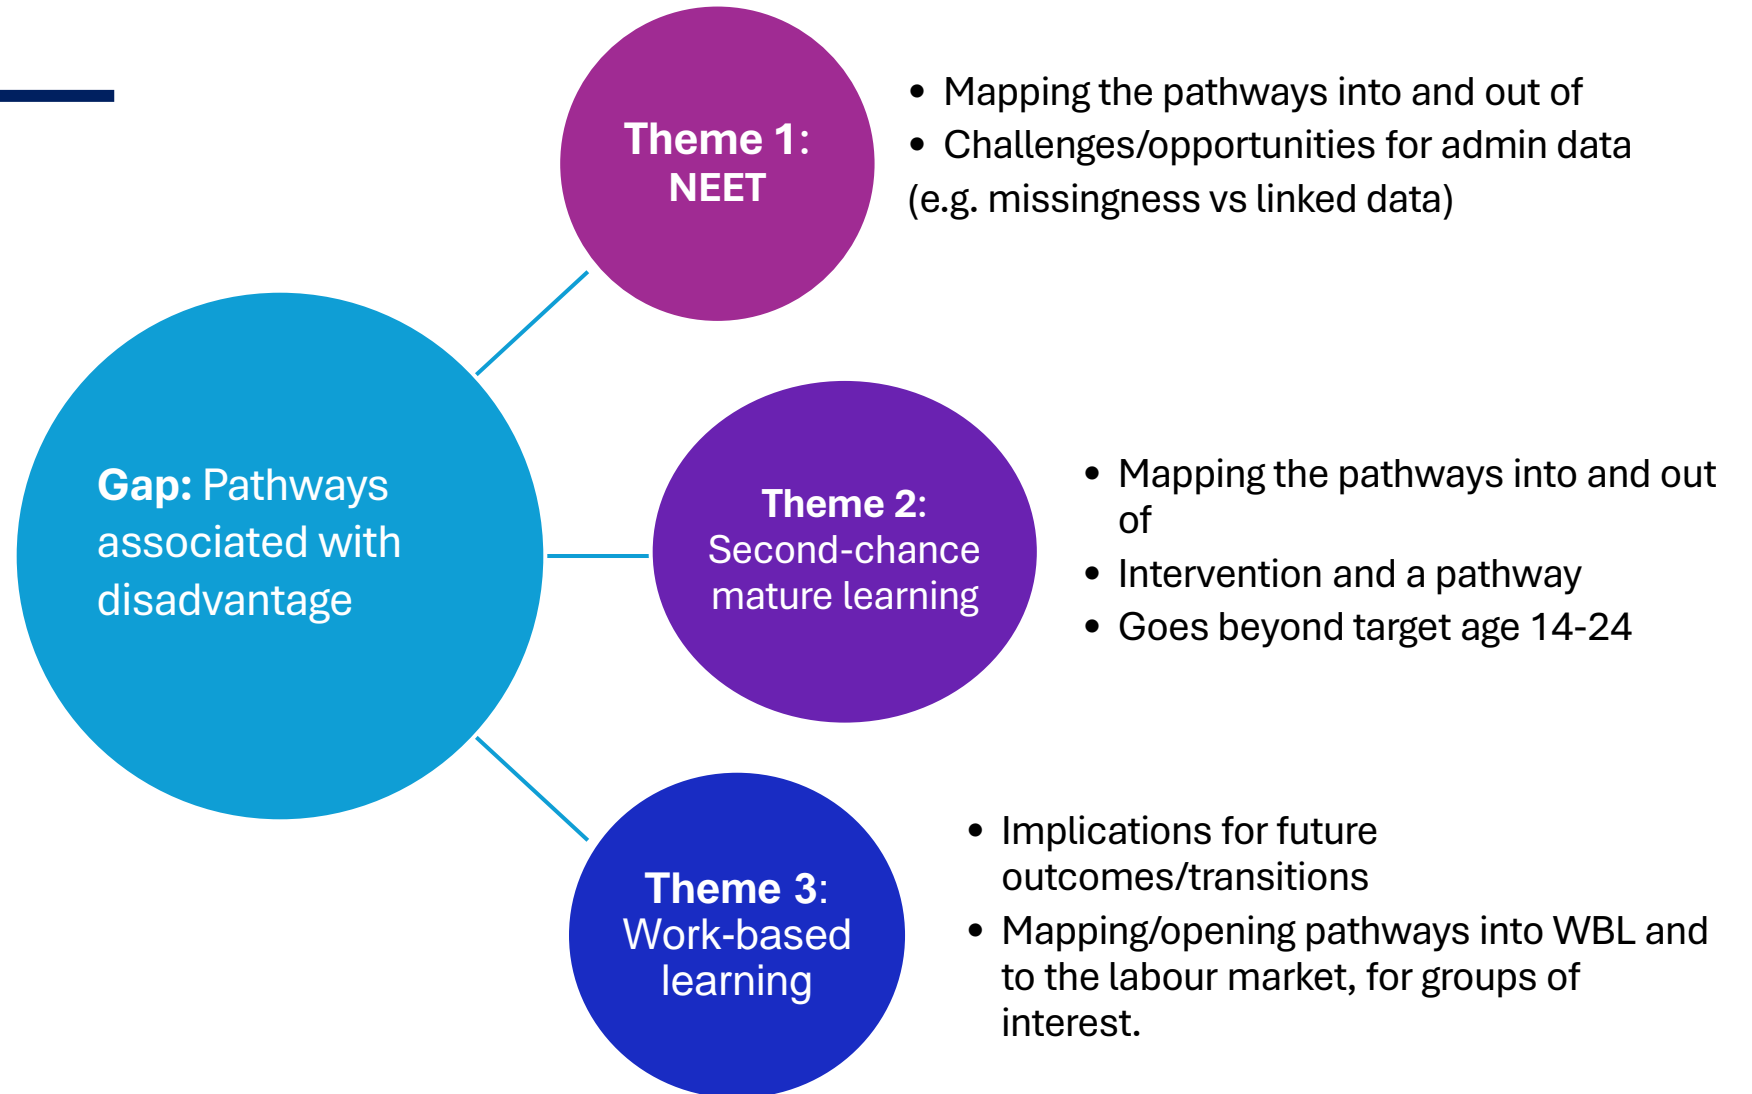 Theme 1:
NEET
• Mapping the pathways into and out of
• Challenges/opportunities for admin data
(e.g. missingness vs linked data)
Gap: Pathways
associated with
disadvantage
Theme 2:
Second-chance
mature learning
• Mapping the pathways into and out
of
• Intervention and a pathway
• Goes beyond target age 14-24
Theme 3:
Work-based
learning
• Implications for future
outcomes/transitions
• Mapping/opening pathways into WBL and
to the labour market, for groups of
interest.